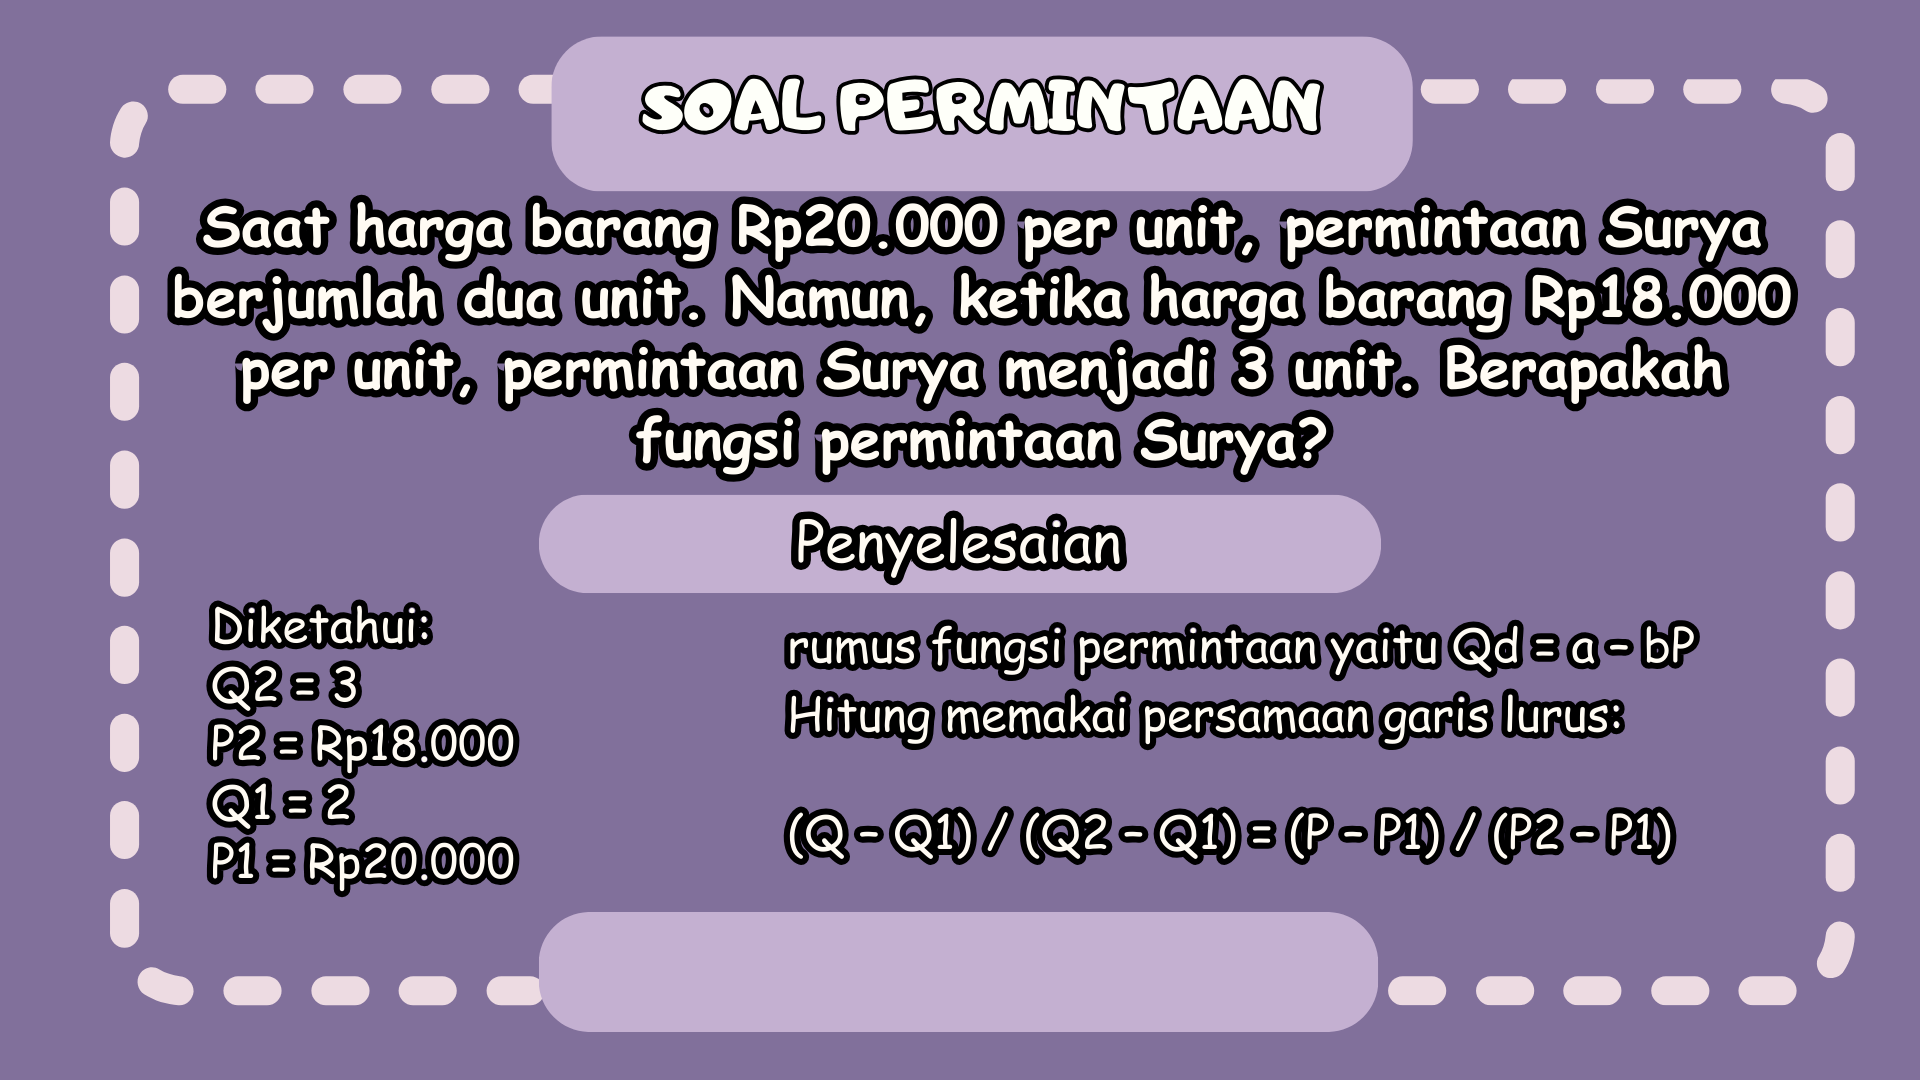 SOAL PERMINTAAN
Saat harga barang Rp20.000 per unit, permintaan Surya
berjumlah dua unit. Namun, ketika harga barang Rp18.000
per unit, permintaan Surya menjadi 3 unit. Berapakah
fungsi permintaan Surya?
Penyelesaian
Diketahui:
Q2 = 3
P2 = Rp18.000
Q1 = 2
P1 = Rp20.000
rumus fungsi permintaan yaitu Qd = a – bP
Hitung memakai persamaan garis lurus:
(Q – Q1) / (Q2 – Q1) = (P – P1) / (P2 – P1)